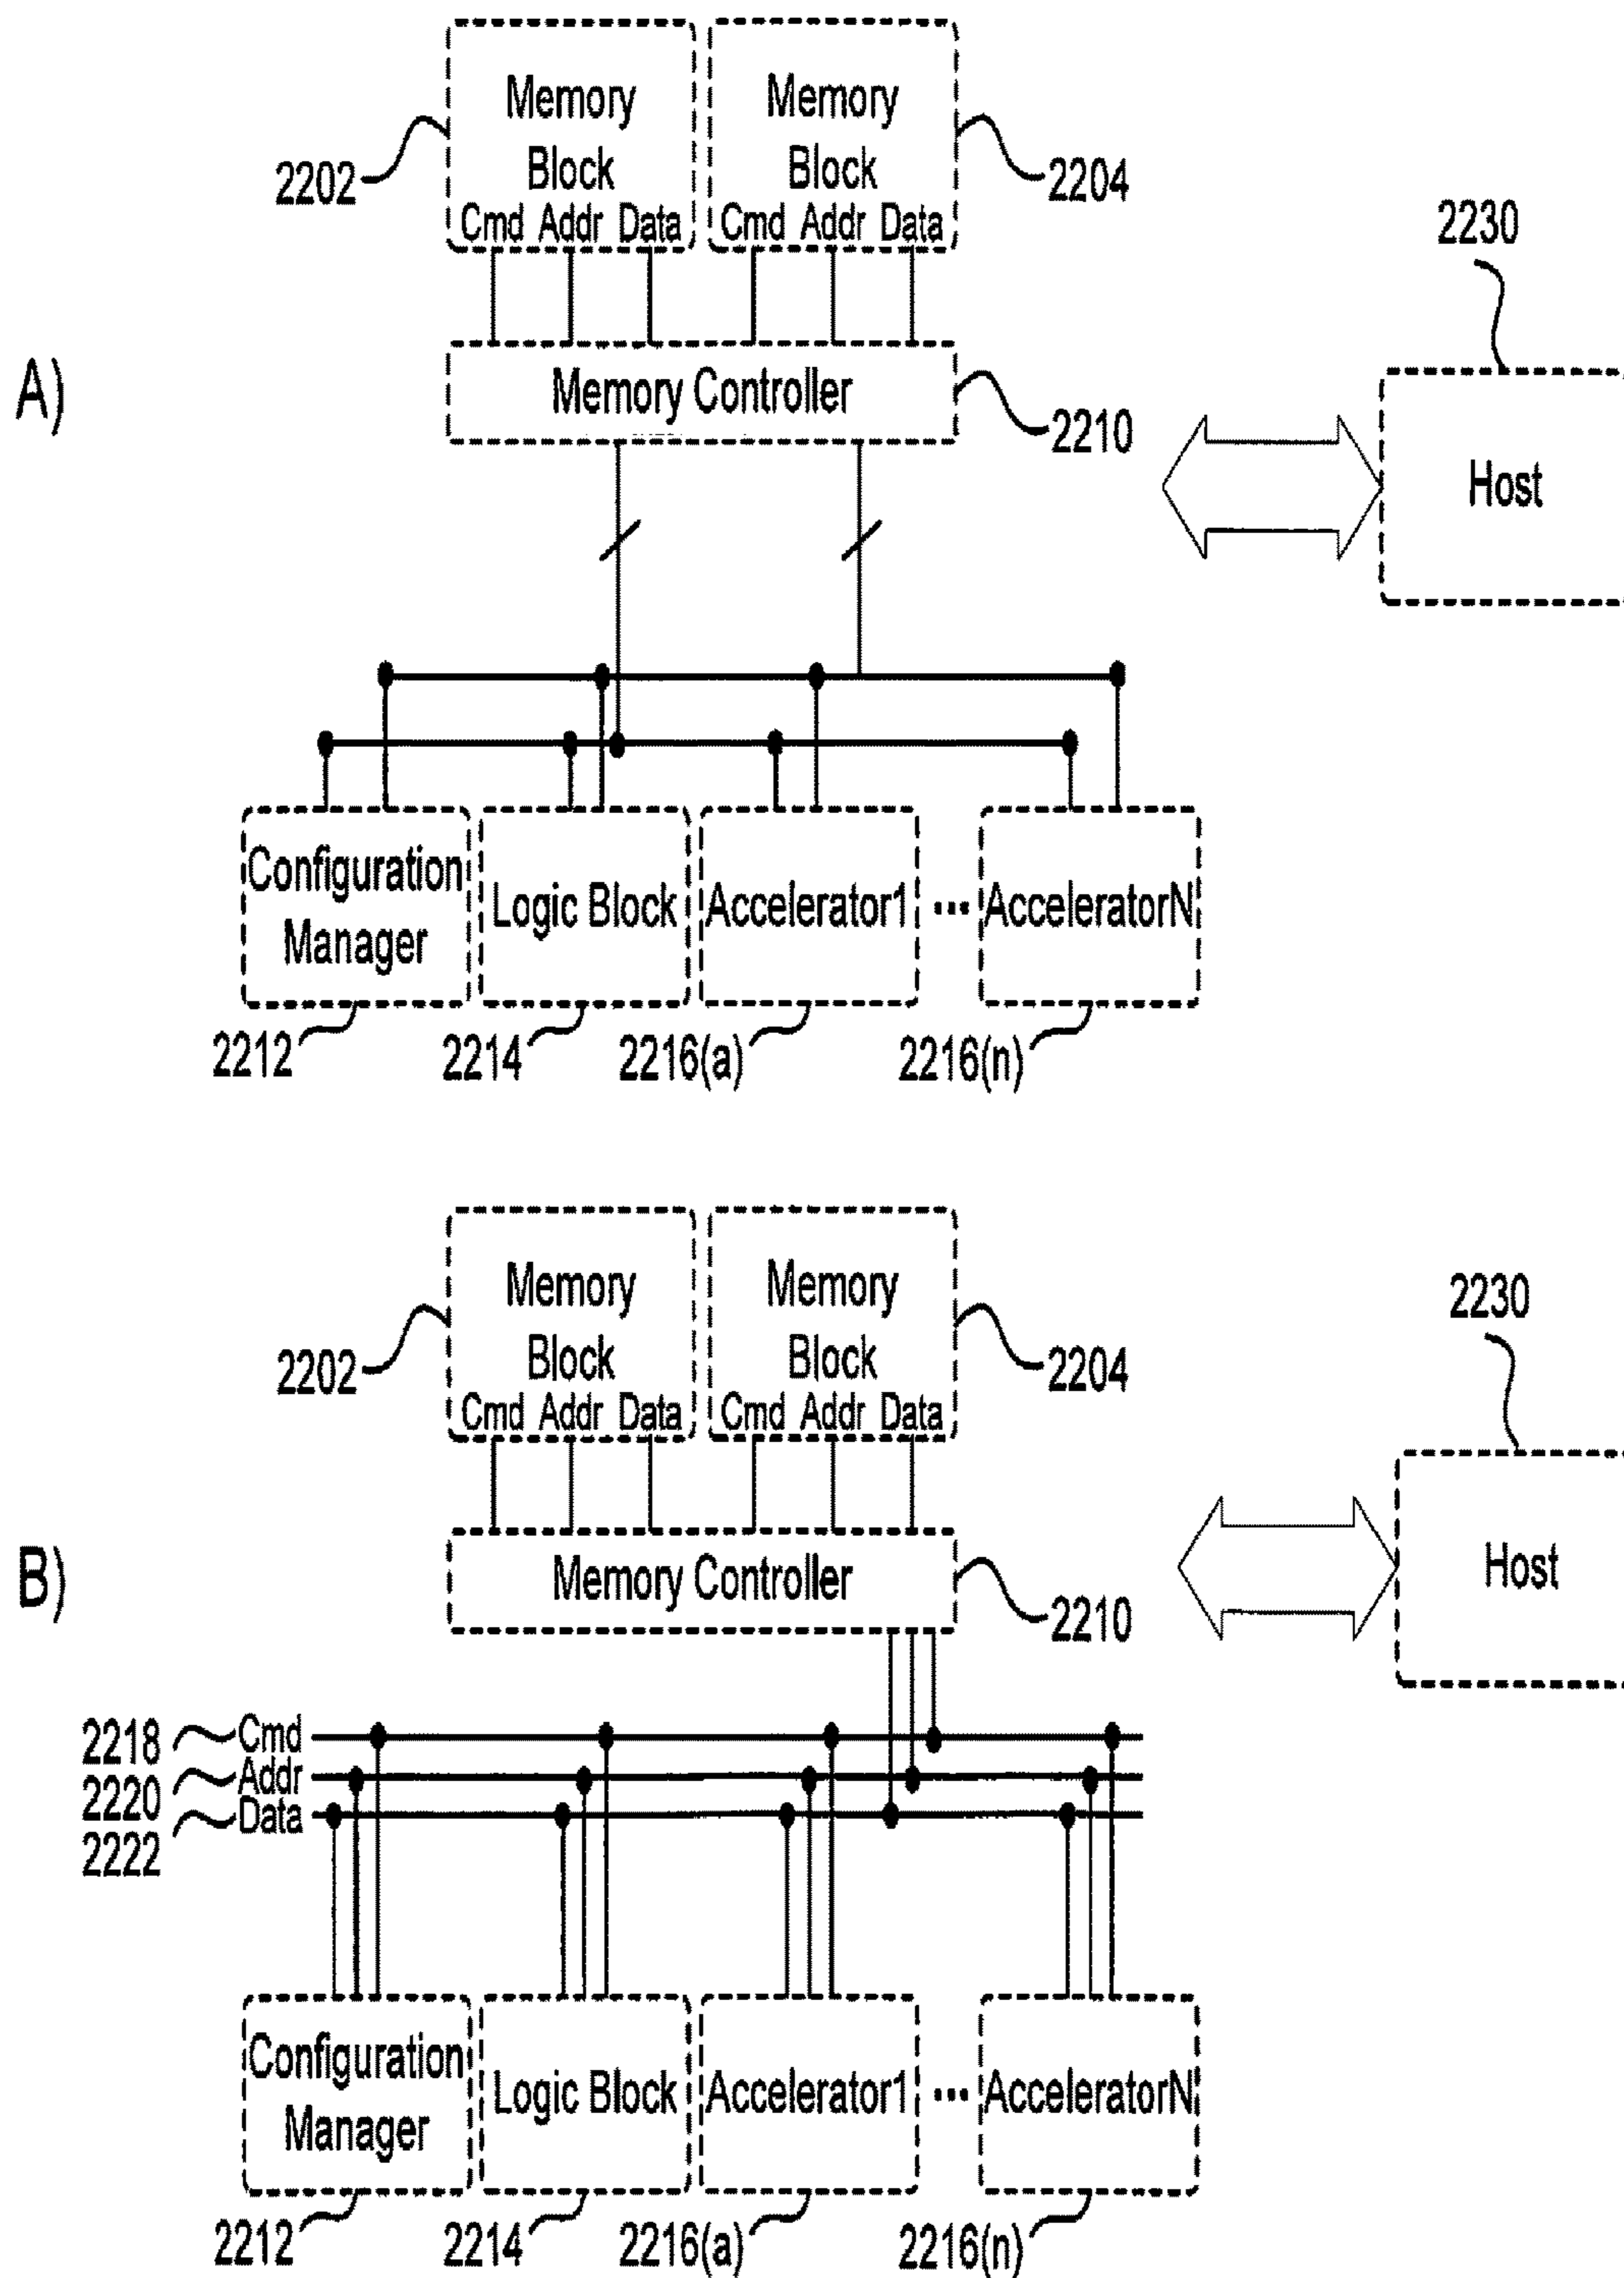 A)
Memory
Block
Cmd Addr Data
2202
Memory
Block
Cmd Addr Data
2204
Memory Controller
2210
2230
Host
Configuration
Manager
2212
Logic Block
2214
Accelerator1
2216(a)
...
AcceleratorN
2216(n)
B)
Memory
Block
Cmd Addr Data
2202
Memory
Block
Cmd Addr Data
2204
Memory Controller
2210
2230
Host
2218 Cmd
2220 Addr
2222 Data
Configuration
Manager
2212
Logic Block
2214
Accelerator1
2216(a)
...
AcceleratorN
2216(n)